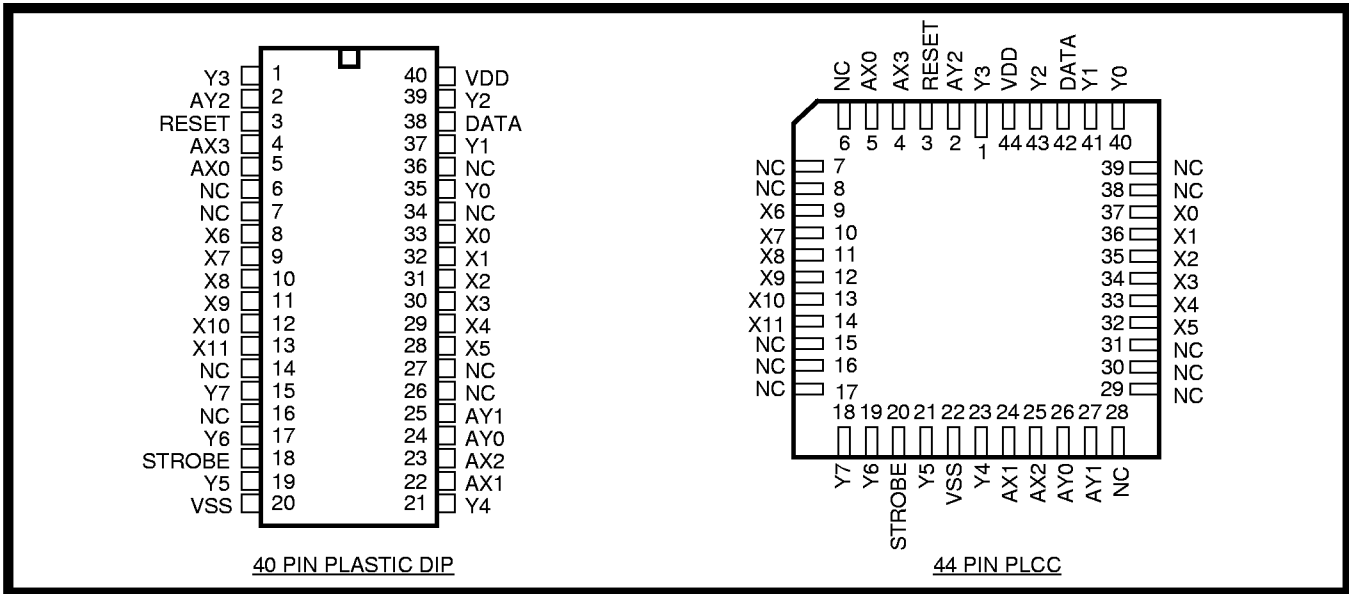 Y3 1 40 VDD
AY2 2 39 Y2
RESET 3 38 DATA
AX3 4 37 Y1
AX0 5 36 NC
NC 6 35 Y0
NC 7 34 NC
X6 8 33 X0
X7 9 32 X1
X8 10 31 X2
X9 11 30 X3
X10 12 29 X4
X11 13 28 X5
NC 14 27 NC
Y7 15 26 NC
NC 16 25 AY1
Y6 17 24 AY0
STROBE 18 23 AX2
Y5 19 22 AX1
VSS 20 21 Y4
40 PIN PLASTIC DIP
NC AX0 AX3 RESET AY2 Y3 VDD Y2 DATA Y1 Y0
6 5 4 3 2 1 44 43 42 41 40
NC 7 39 NC
NC 8 38 NC
X6 9 37 X0
X7 10 36 X1
X8 11 35 X2
X9 12 34 X3
X10 13 33 X4
X11 14 32 X5
NC 15 31 NC
NC 16 30 NC
NC 17 29 NC
18 19 20 21 22 23 24 25 26 27 28
Y7 Y6 STROBE Y5 VSS Y4 AX1 AX2 AY0 AY1 NC
44 PIN PLCC